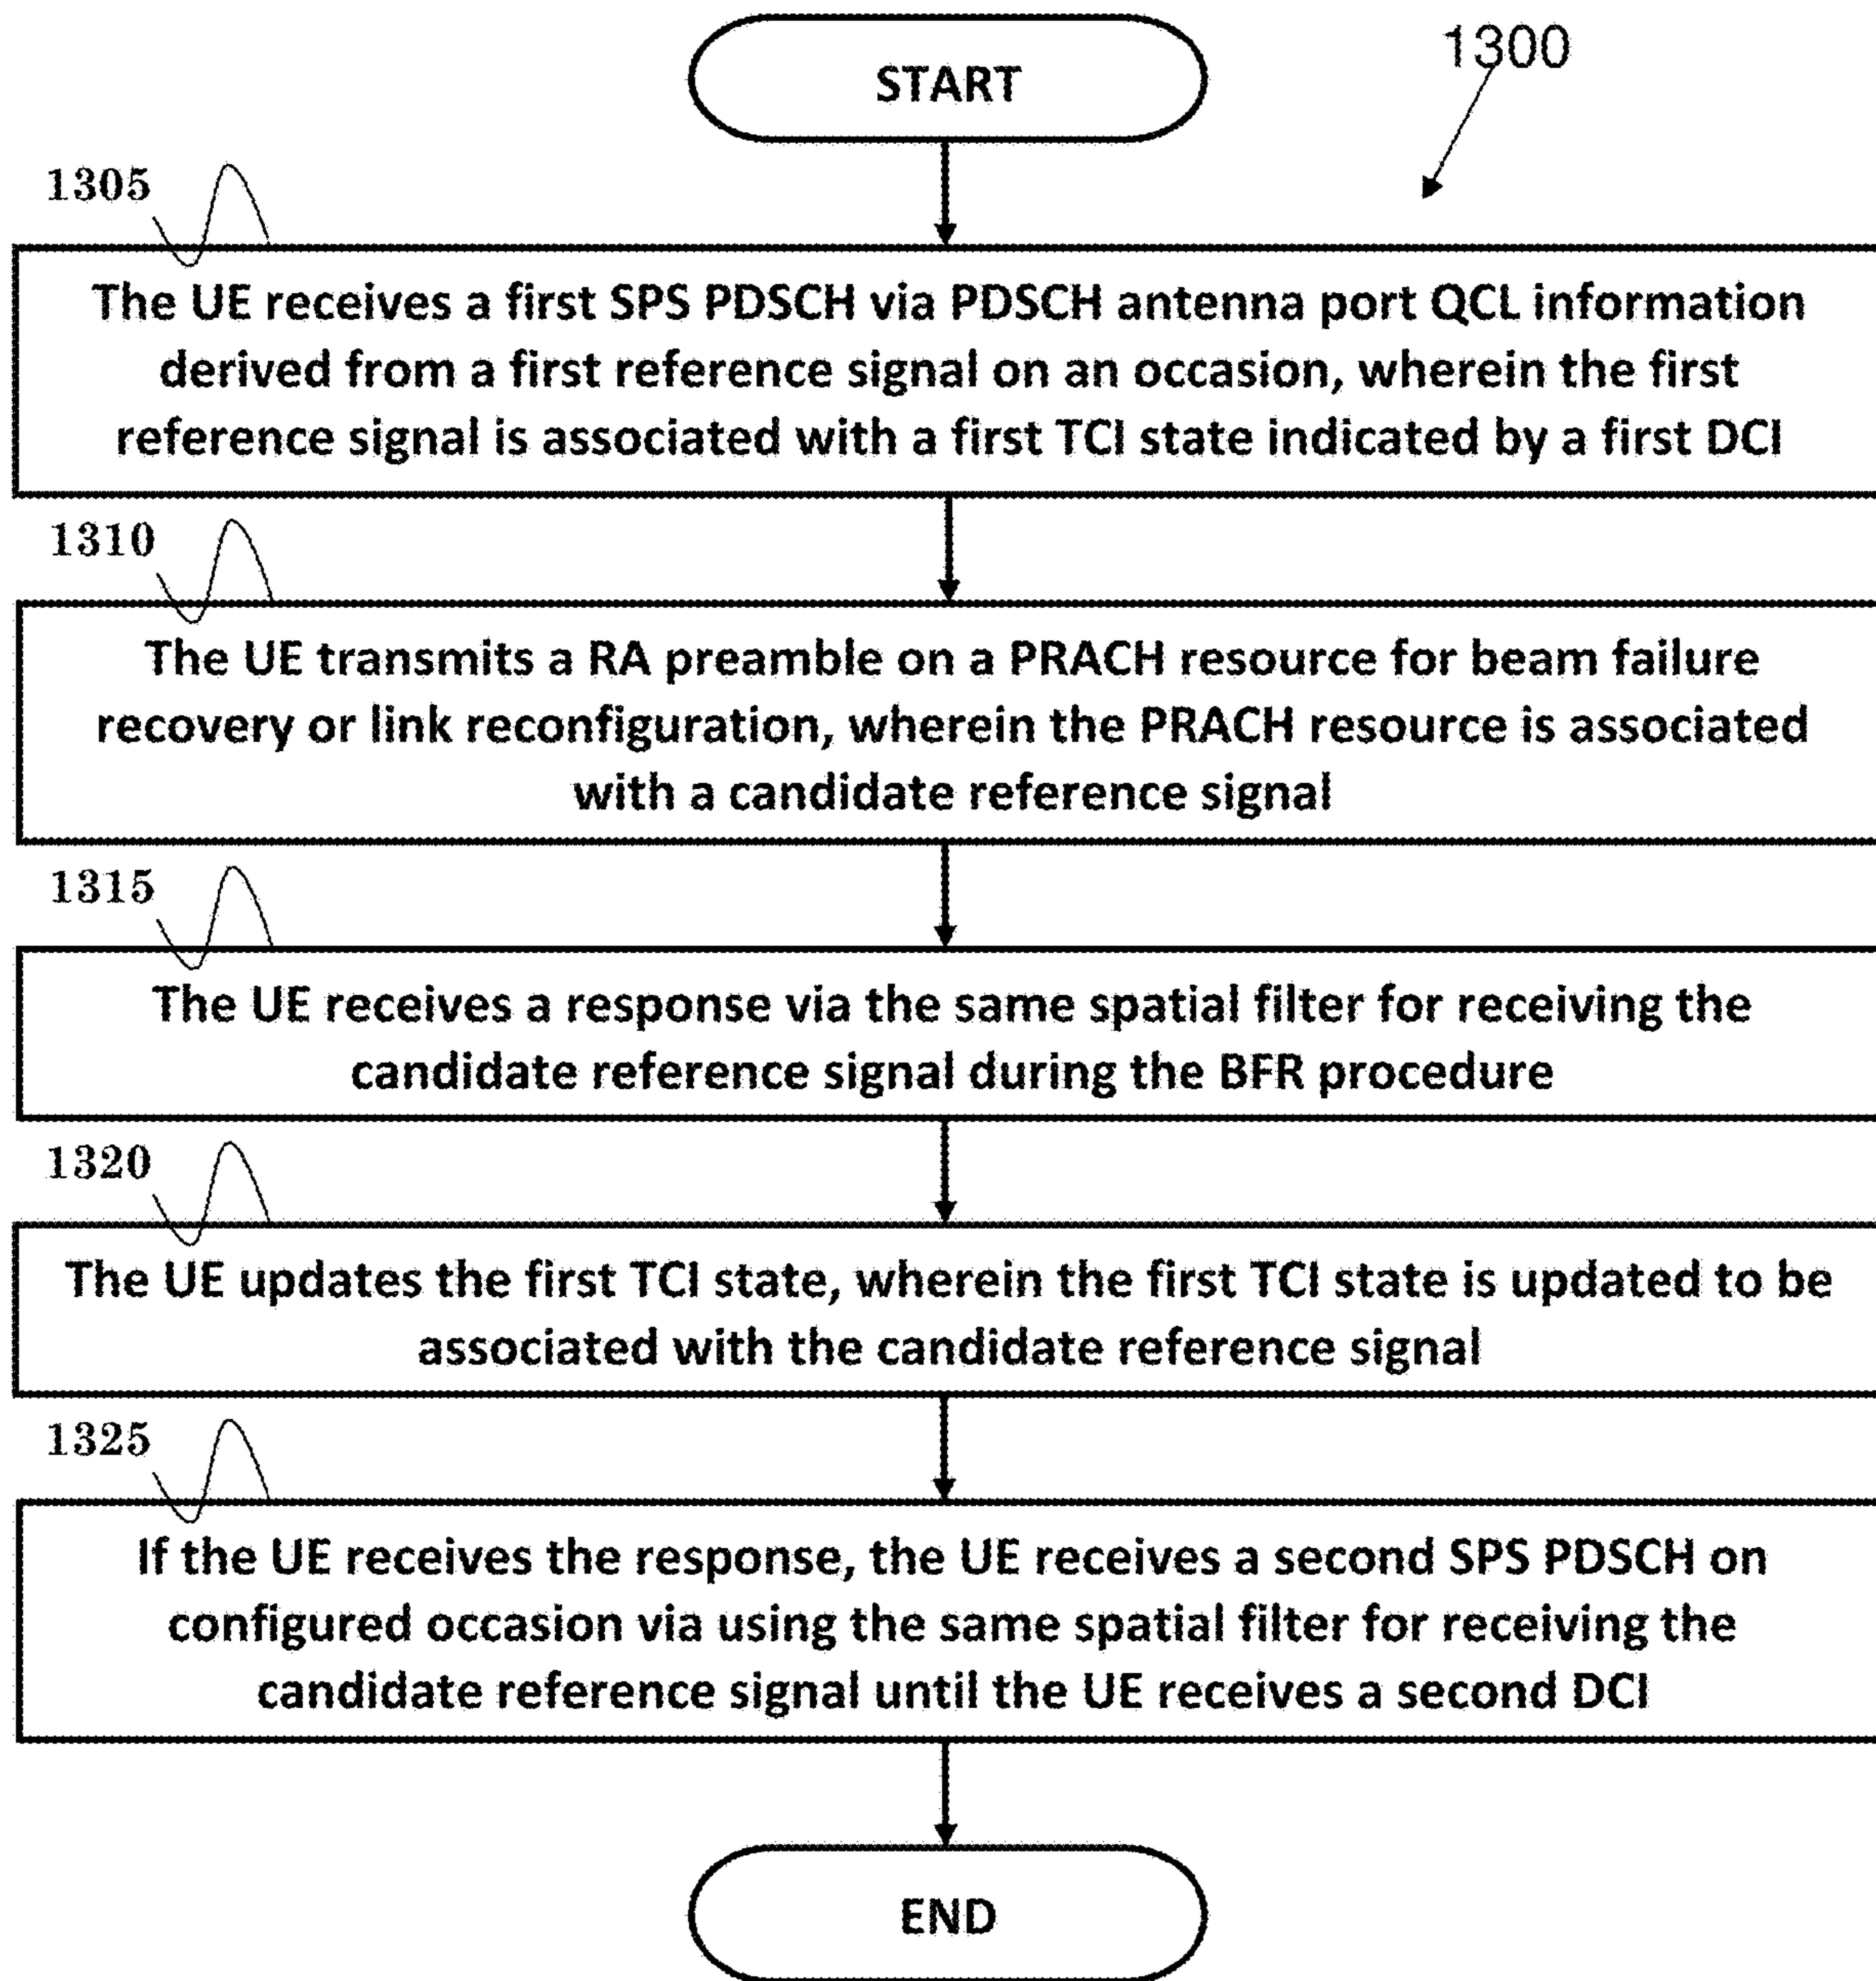 START
1300
1305
The UE receives a first SPS PDSCH via PDSCH antenna port QCL information
derived from a first reference signal on an occasion, wherein the first
reference signal is associated with a first TCI state indicated by a first DCI
1310
The UE transmits a RA preamble on a PRACH resource for beam failure
recovery or link reconfiguration, wherein the PRACH resource is associated
with a candidate reference signal
1315
The UE receives a response via the same spatial filter for receiving the
candidate reference signal during the BFR procedure
1320
The UE updates the first TCI state, wherein the first TCI state is updated to be
associated with the candidate reference signal
1325
If the UE receives the response, the UE receives a second SPS PDSCH on
configured occasion via using the same spatial filter for receiving the
candidate reference signal until the UE receives a second DCI
END